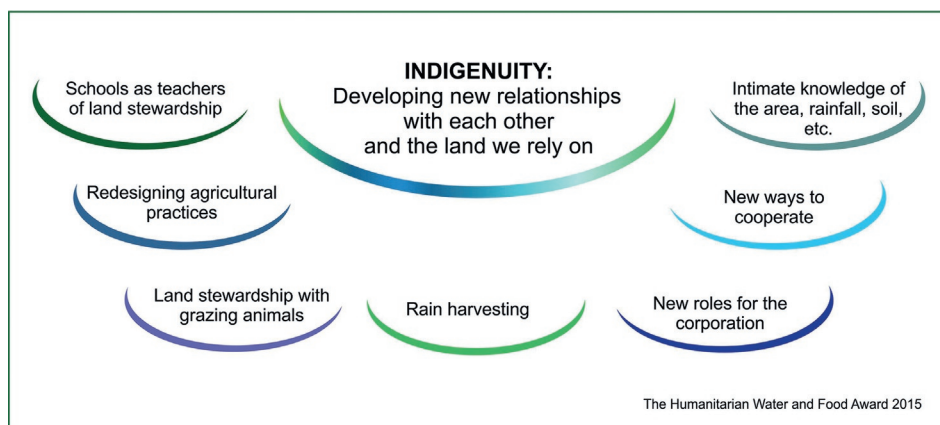 INDIGENUITY:
Developing new relationships
with each other
and the land we rely on
Schools as teachers
of land stewardship
Intimate knowledge of
the area, rainfall, soil,
etc.
Redesigning agricultural
practices
New ways to
cooperate
Land stewardship with
grazing animals
Rain harvesting
New roles for the
corporation
The Humanitarian Water and Food Award 2015